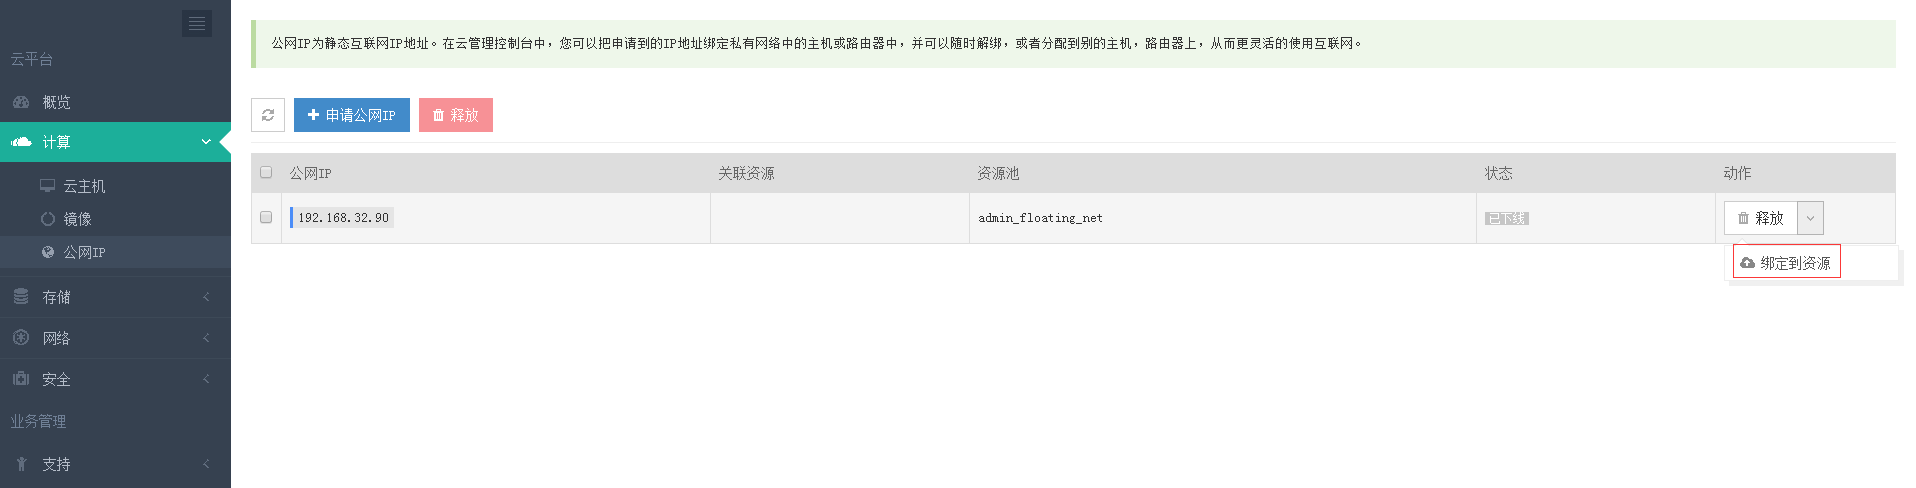 云平台
概览
计算
云主机
镜像
公网IP
存储
网络
安全
业务管理
支持
公网IP为静态互联网IP地址。在云管理控制台中，您可以把申请到的IP地址绑定私有网络中的主机或路由器中，并可以随时解绑，或者分配到别的主机，路由器上，从而更灵活的使用互联网。
申请公网IP 释放
公网IP 关联资源 资源池 状态 动作
192.168.32.90 admin_floating_net 已下线 释放
绑定到资源